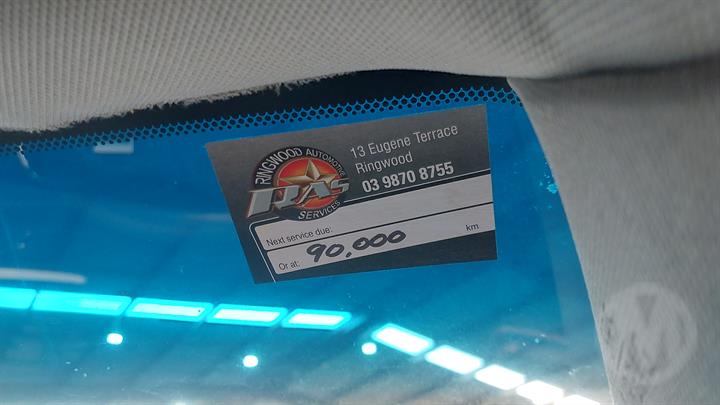 RINGWOOD AUTOMOTIVE
RAS
SERVICES
13 Eugene Terrace
Ringwood
03 9870 8755
Next service due:
Or at: 90,000 km